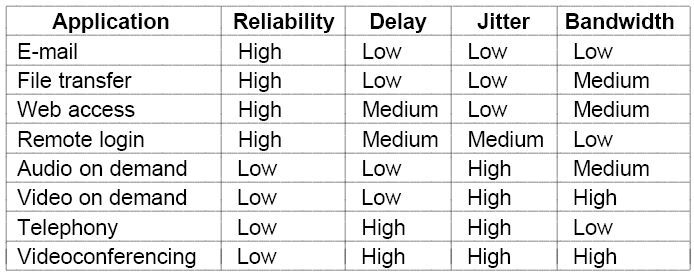 Application Reliability Delay Jitter Bandwidth
E-mail High Low Low Low
File transfer High Low Low Medium
Web access High Medium Low Medium
Remote login High Medium Medium Low
Audio on demand Low Low High Medium
Video on demand Low Low High High
Telephony Low High High Low
Videoconferencing Low High High High